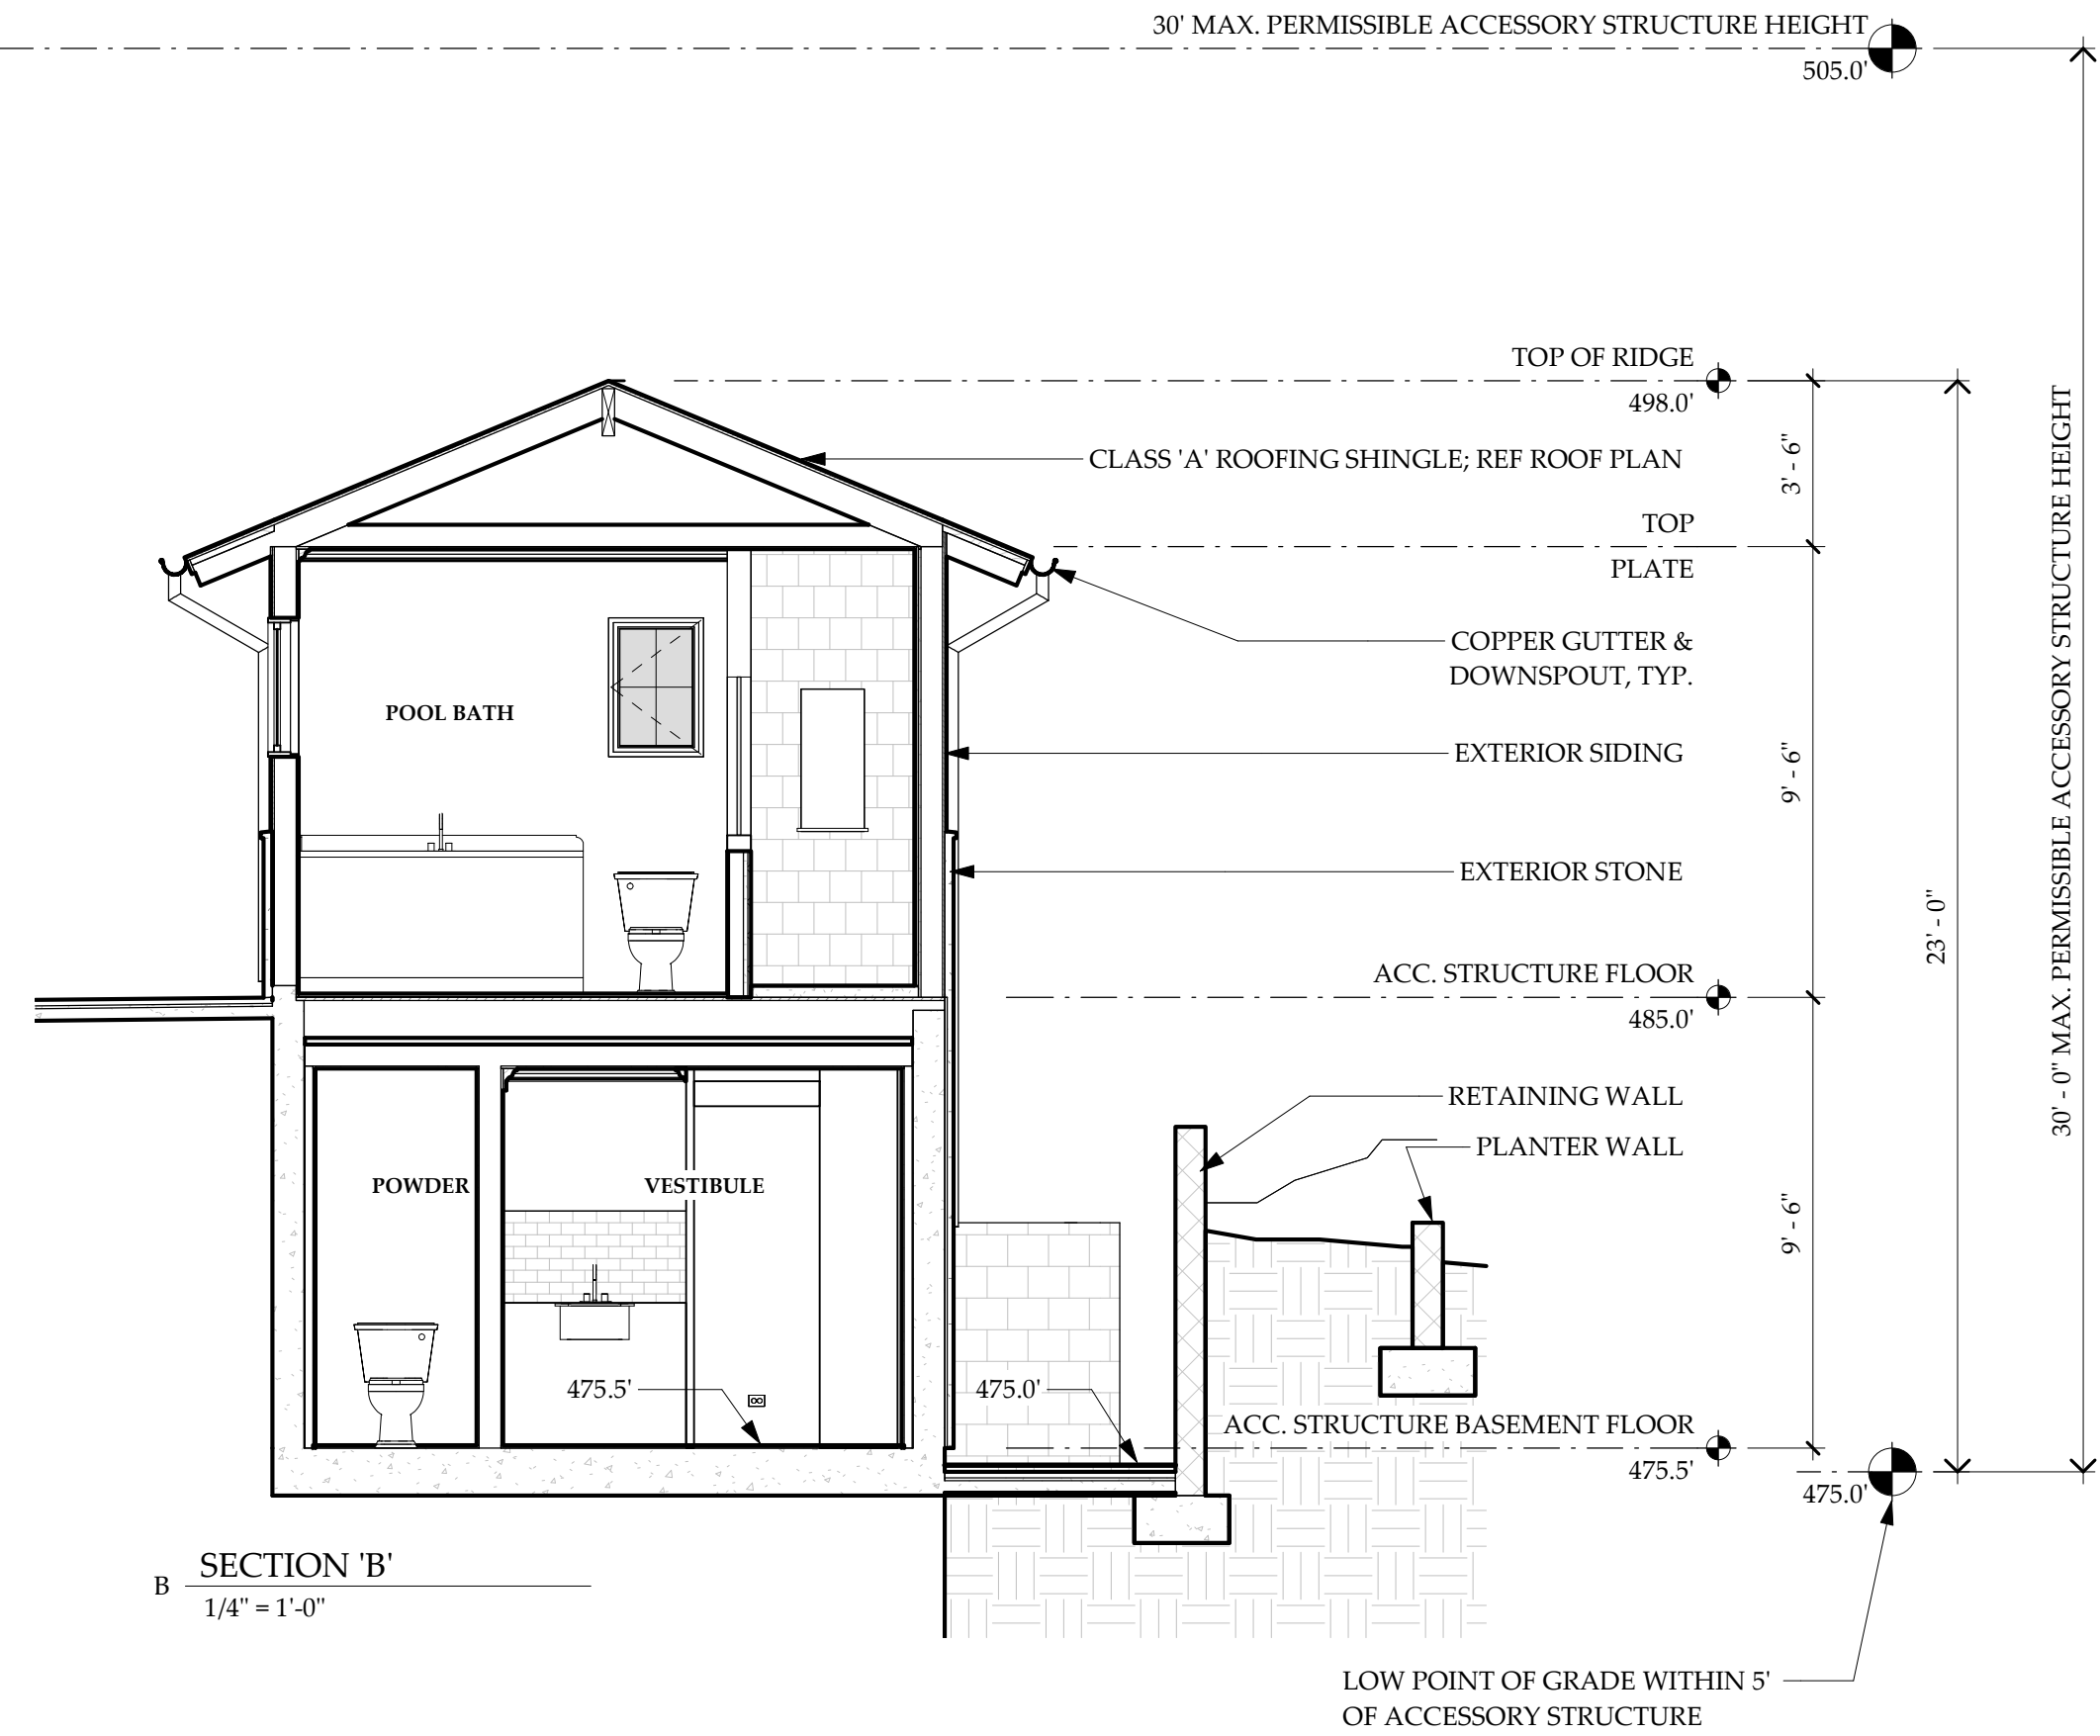 30' MAX. PERMISSIBLE ACCESSORY STRUCTURE HEIGHT
505.0'
TOP OF RIDGE
498.0'
CLASS 'A' ROOFING SHINGLE; REF ROOF PLAN
3' - 6"
TOP
PLATE
COPPER GUTTER &
DOWNSPOUT, TYP.
POOL BATH
EXTERIOR SIDING
9' - 6"
EXTERIOR STONE
23' - 0"
30' - 0" MAX. PERMISSIBLE ACCESSORY STRUCTURE HEIGHT
ACC. STRUCTURE FLOOR
485.0'
RETAINING WALL
PLANTER WALL
POWDER
VESTIBULE
9' - 6"
475.5'
475.0'
ACC. STRUCTURE BASEMENT FLOOR
475.5'
475.0'
B SECTION 'B'
1/4" = 1'-0"
LOW POINT OF GRADE WITHIN 5'
OF ACCESSORY STRUCTURE